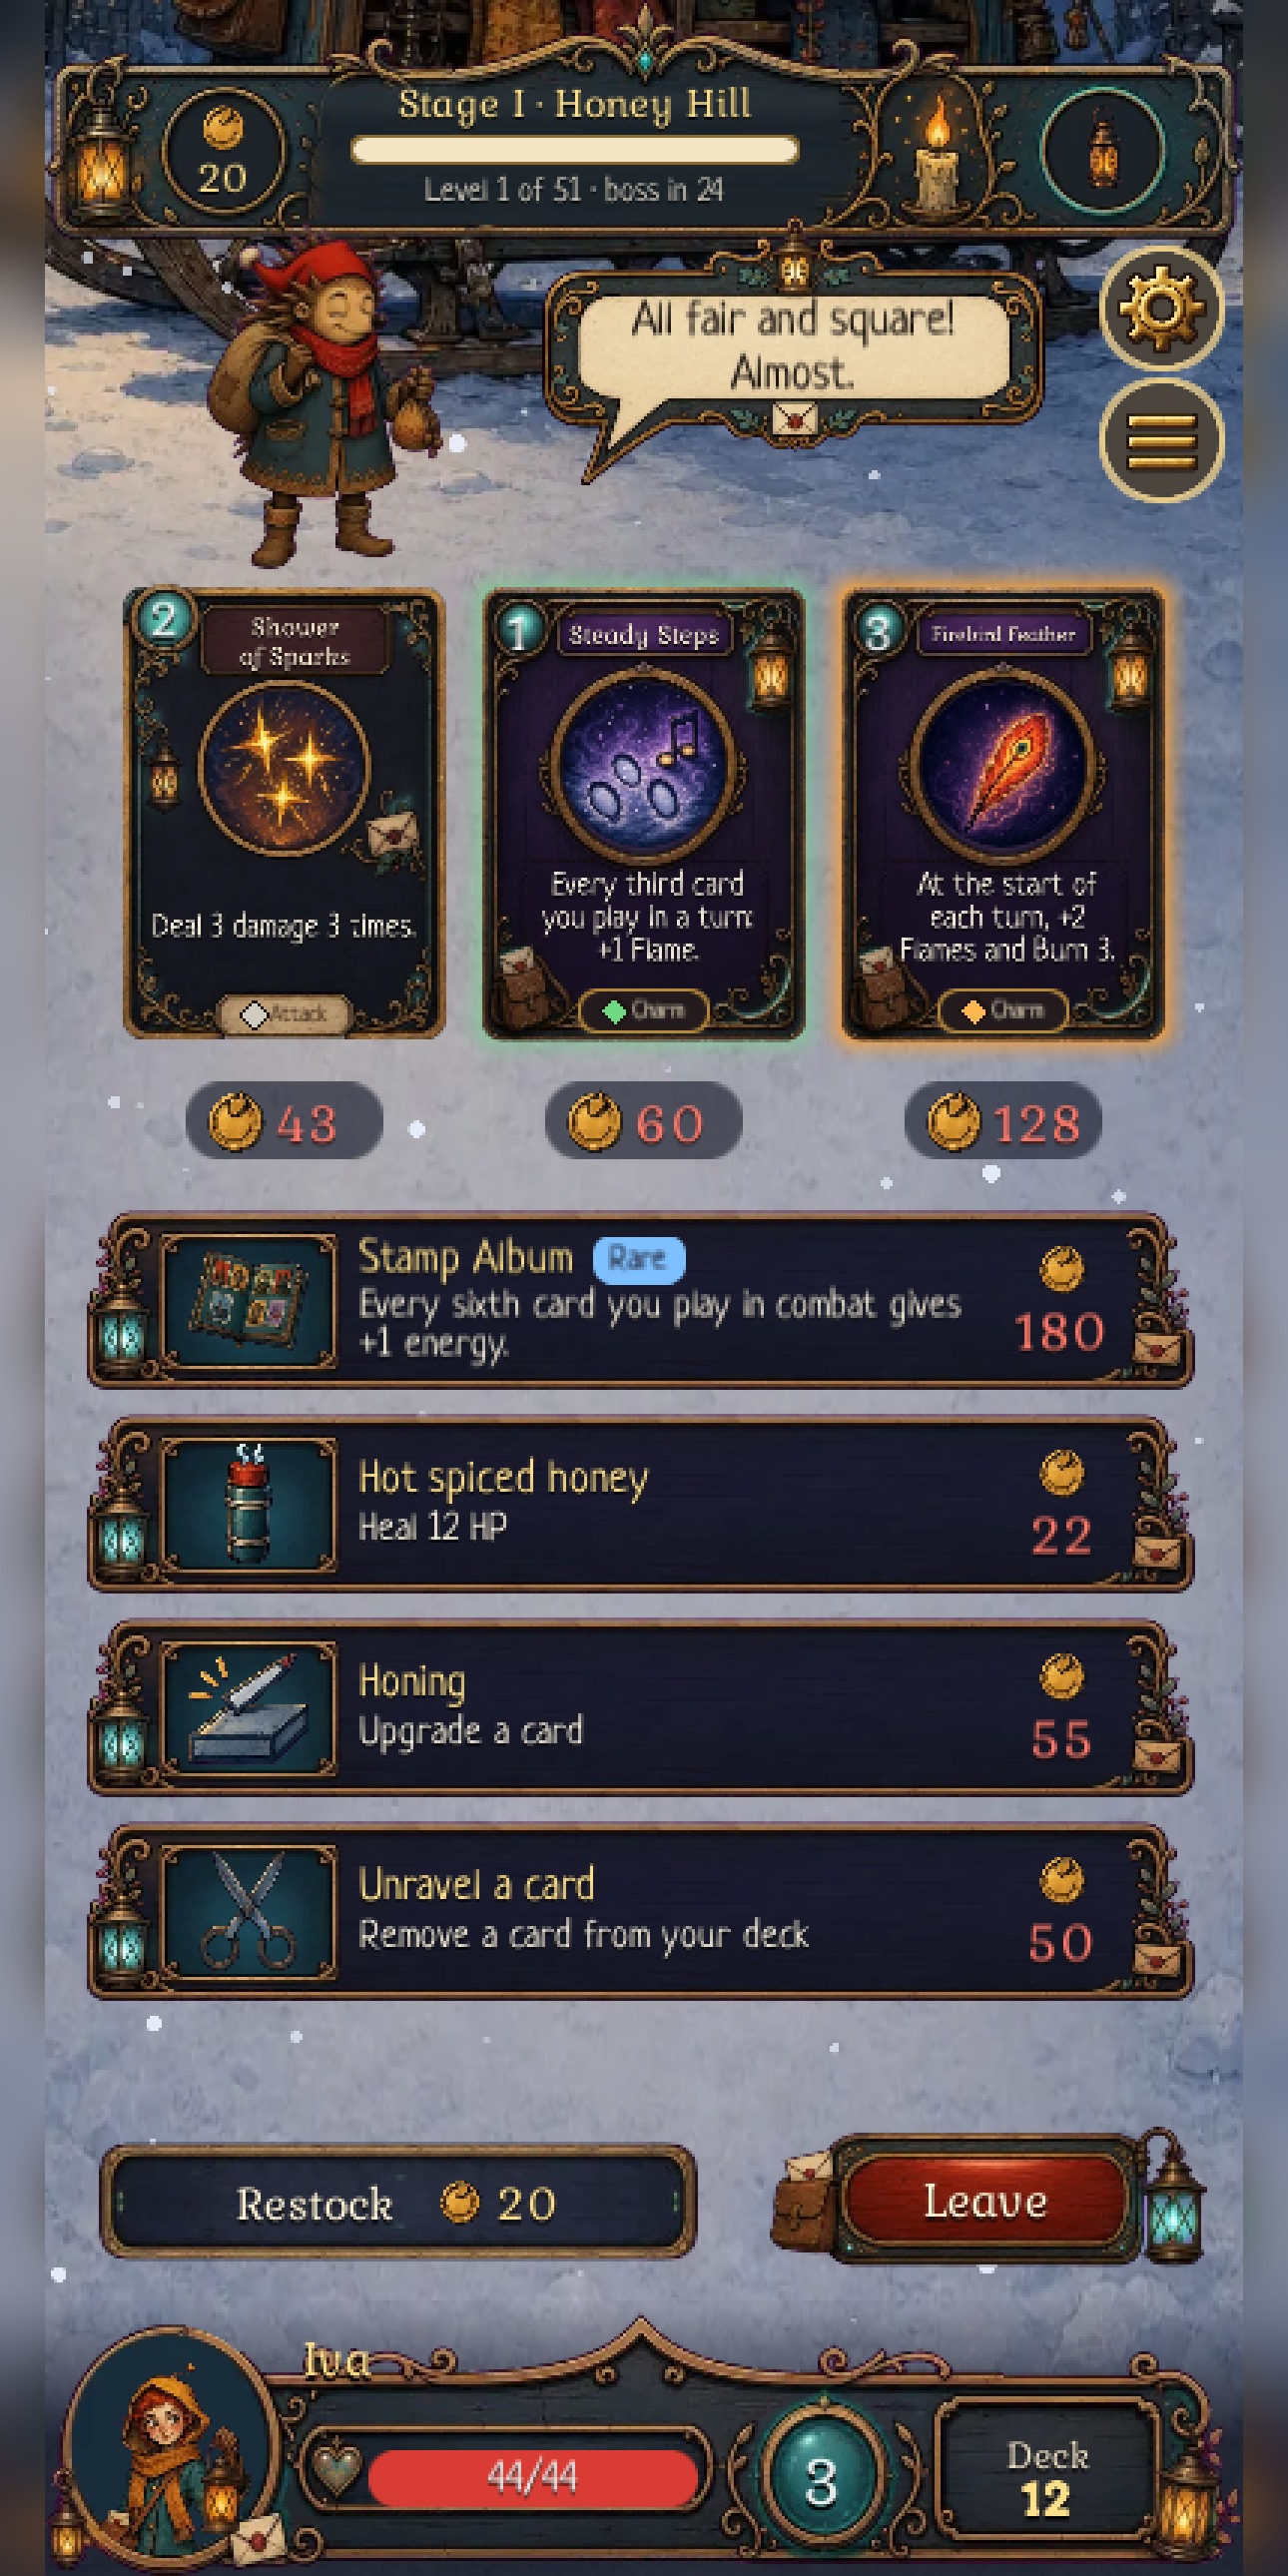 Stage I · Honey Hill
20
Level 1 of 51 · boss in 24
All fair and square!
Almost.
2
Shower
of Sparks
Deal 3 damage 3 times.
Attack
1
Steady Steps
Every third card
you play in a turn:
+1 Flame.
Charm
3
Firebird Feather
At the start of
each turn, +2
Flames and Burn 3.
Charm
43
60
128
Stamp Album Rare
Every sixth card you play in combat gives
+1 energy.
180
Hot spiced honey
Heal 12 HP
22
Honing
Upgrade a card
55
Unravel a card
Remove a card from your deck
50
Restock 20
Leave
Iva
44/44
3
Deck
12